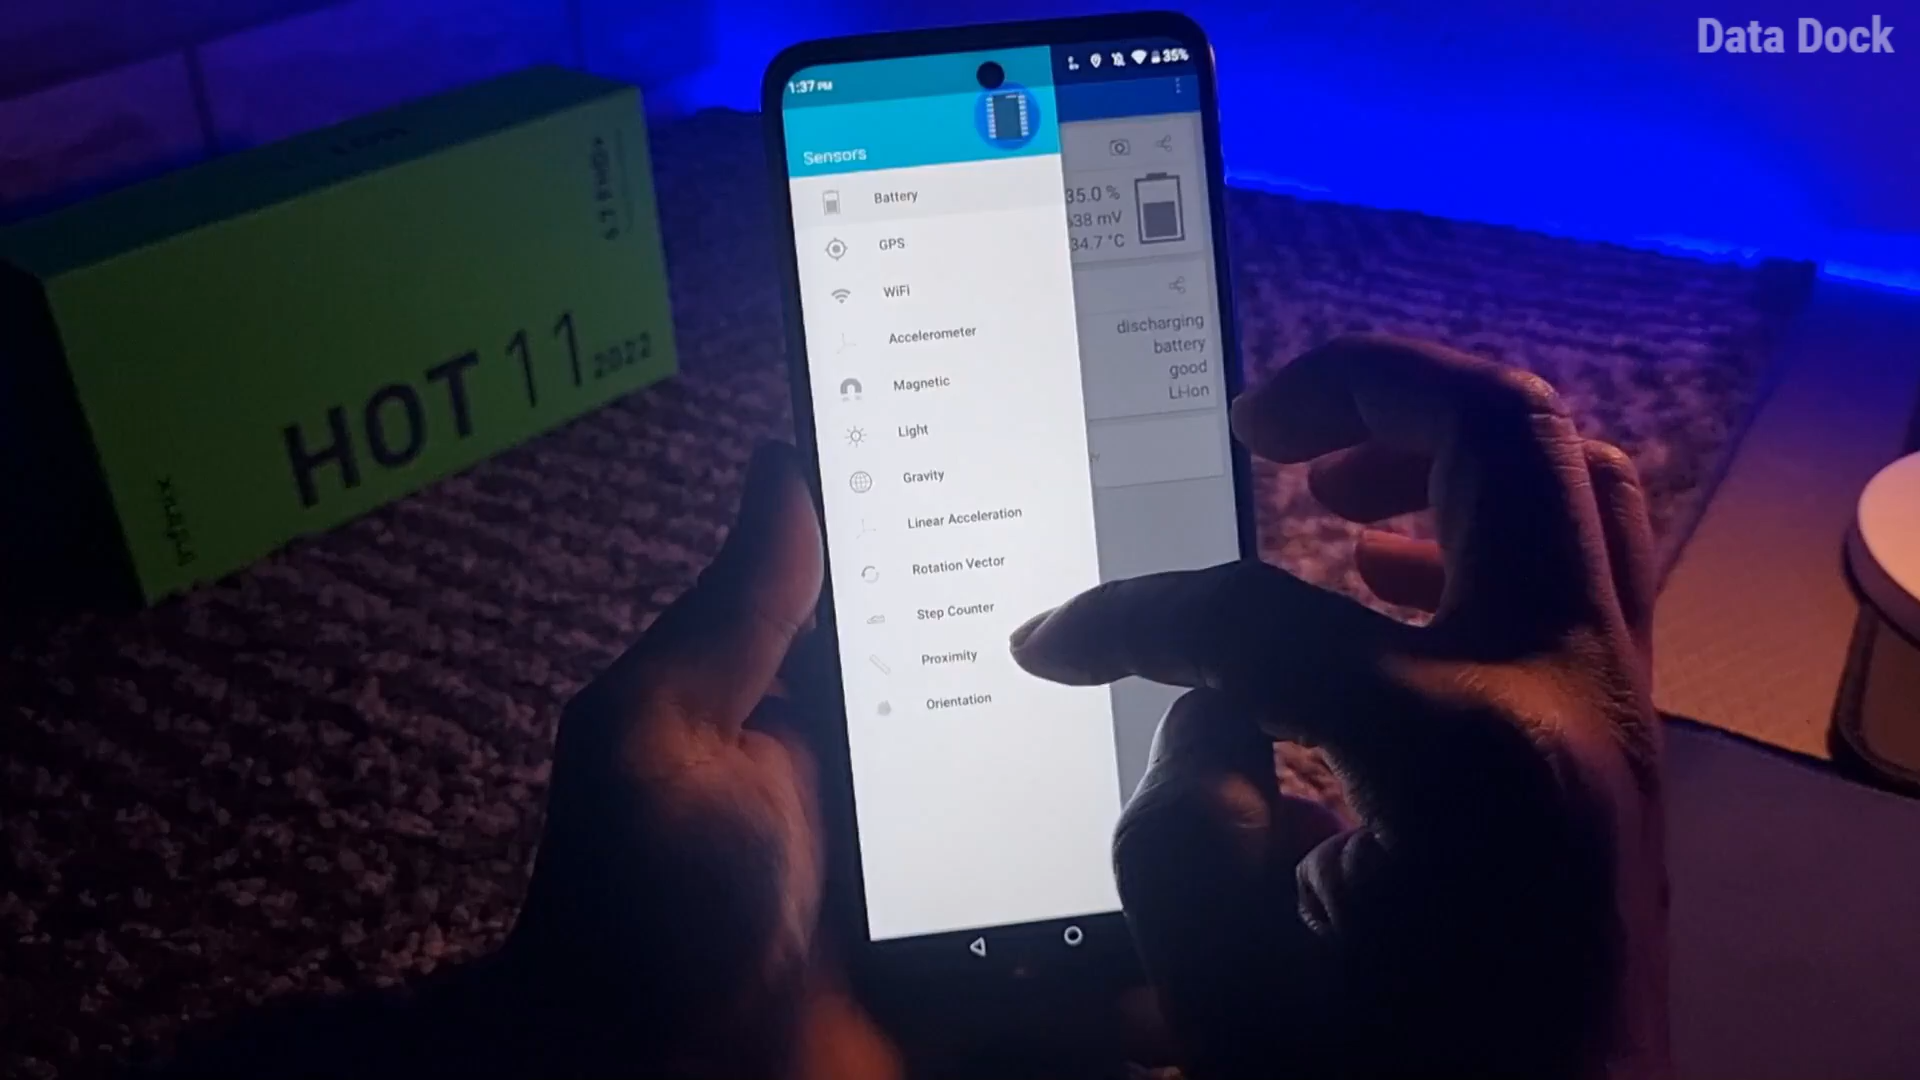 Data Dock
1:37 PM
35%
Sensors
Battery
GPS
WiFi
Accelerometer
Magnetic
Light
Gravity
Linear Acceleration
Rotation Vector
Step Counter
Proximity
Orientation
35.0 %
38 mV
34.7 °C
discharging
battery
good
Li-ion
HOT 11 2022
Infinix